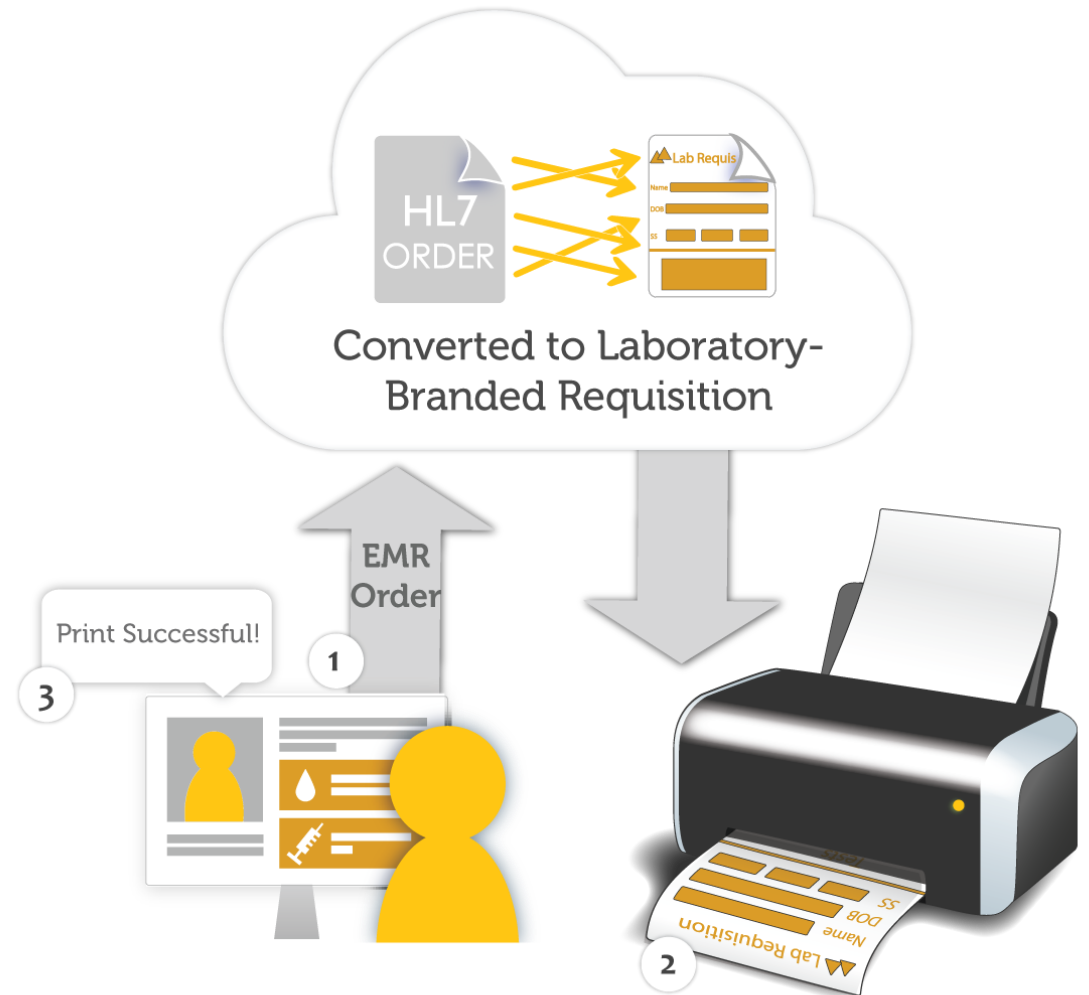 Lab Requis
Name
DOB
SS
HL7
ORDER
Converted to Laboratory-
Branded Requisition
EMR
Order
Print Successful!
1
3
SS
DOB
Name
Lab Requisition
2